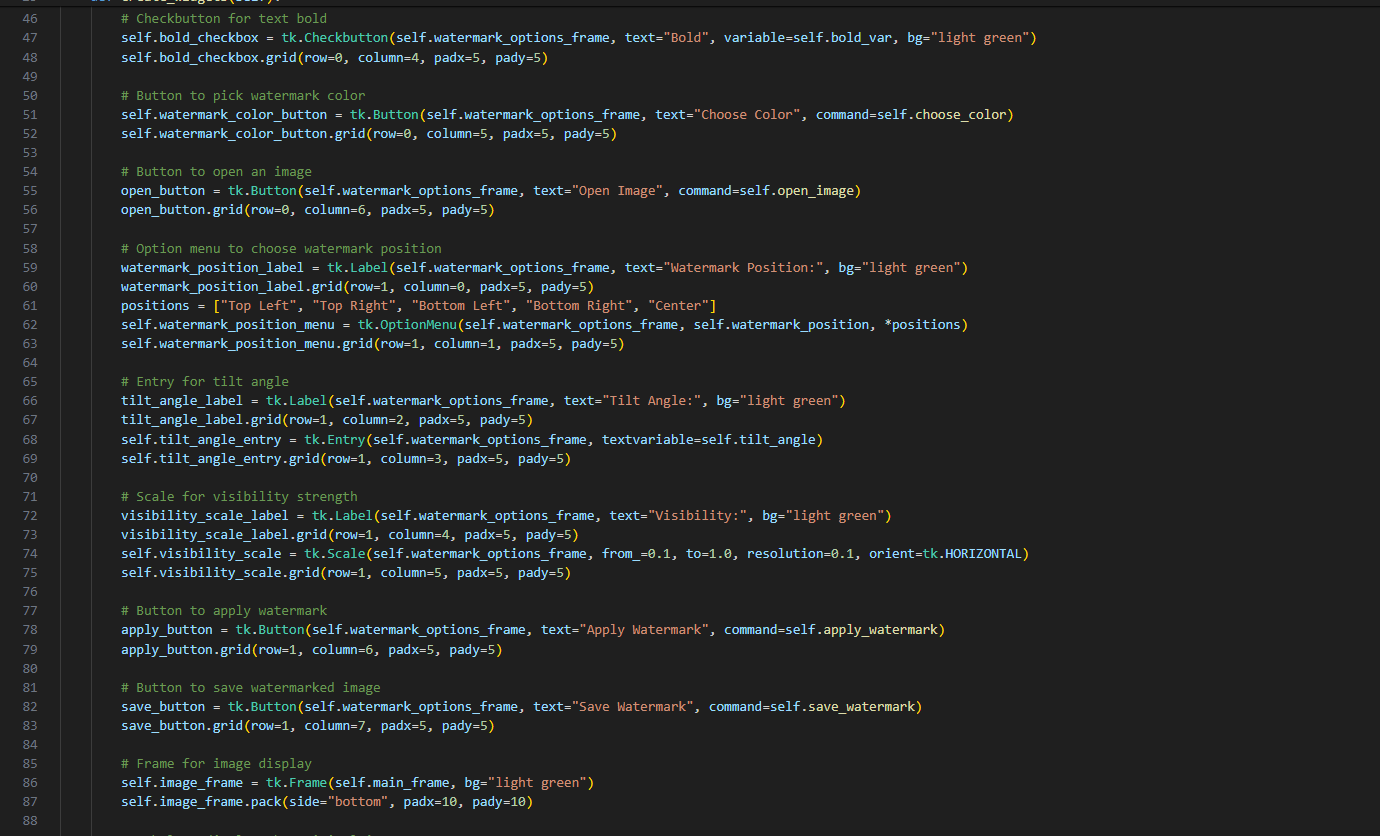 46 # Checkbutton for text bold
47 self.bold_checkbox = tk.Checkbutton(self.watermark_options_frame, text="Bold", variable=self.bold_var, bg="light green")
48 self.bold_checkbox.grid(row=0, column=4, padx=5, pady=5)
49
50 # Button to pick watermark color
51 self.watermark_color_button = tk.Button(self.watermark_options_frame, text="Choose Color", command=self.choose_color)
52 self.watermark_color_button.grid(row=0, column=5, padx=5, pady=5)
53
54 # Button to open an image
55 open_button = tk.Button(self.watermark_options_frame, text="Open Image", command=self.open_image)
56 open_button.grid(row=0, column=6, padx=5, pady=5)
57
58 # Option menu to choose watermark position
59 watermark_position_label = tk.Label(self.watermark_options_frame, text="Watermark Position:", bg="light green")
60 watermark_position_label.grid(row=1, column=0, padx=5, pady=5)
61 positions = ["Top Left", "Top Right", "Bottom Left", "Bottom Right", "Center"]
62 self.watermark_position_menu = tk.OptionMenu(self.watermark_options_frame, self.watermark_position, *positions)
63 self.watermark_position_menu.grid(row=1, column=1, padx=5, pady=5)
64
65 # Entry for tilt angle
66 tilt_angle_label = tk.Label(self.watermark_options_frame, text="Tilt Angle:", bg="light green")
67 tilt_angle_label.grid(row=1, column=2, padx=5, pady=5)
68 self.tilt_angle_entry = tk.Entry(self.watermark_options_frame, textvariable=self.tilt_angle)
69 self.tilt_angle_entry.grid(row=1, column=3, padx=5, pady=5)
70
71 # Scale for visibility strength
72 visibility_scale_label = tk.Label(self.watermark_options_frame, text="Visibility:", bg="light green")
73 visibility_scale_label.grid(row=1, column=4, padx=5, pady=5)
74 self.visibility_scale = tk.Scale(self.watermark_options_frame, from_=0.1, to=1.0, resolution=0.1, orient=tk.HORIZONTAL)
75 self.visibility_scale.grid(row=1, column=5, padx=5, pady=5)
76
77 # Button to apply watermark
78 apply_button = tk.Button(self.watermark_options_frame, text="Apply Watermark", command=self.apply_watermark)
79 apply_button.grid(row=1, column=6, padx=5, pady=5)
80
81 # Button to save watermarked image
82 save_button = tk.Button(self.watermark_options_frame, text="Save Watermark", command=self.save_watermark)
83 save_button.grid(row=1, column=7, padx=5, pady=5)
84
85 # Frame for image display
86 self.image_frame = tk.Frame(self.main_frame, bg="light green")
87 self.image_frame.pack(side="bottom", padx=10, pady=10)
88